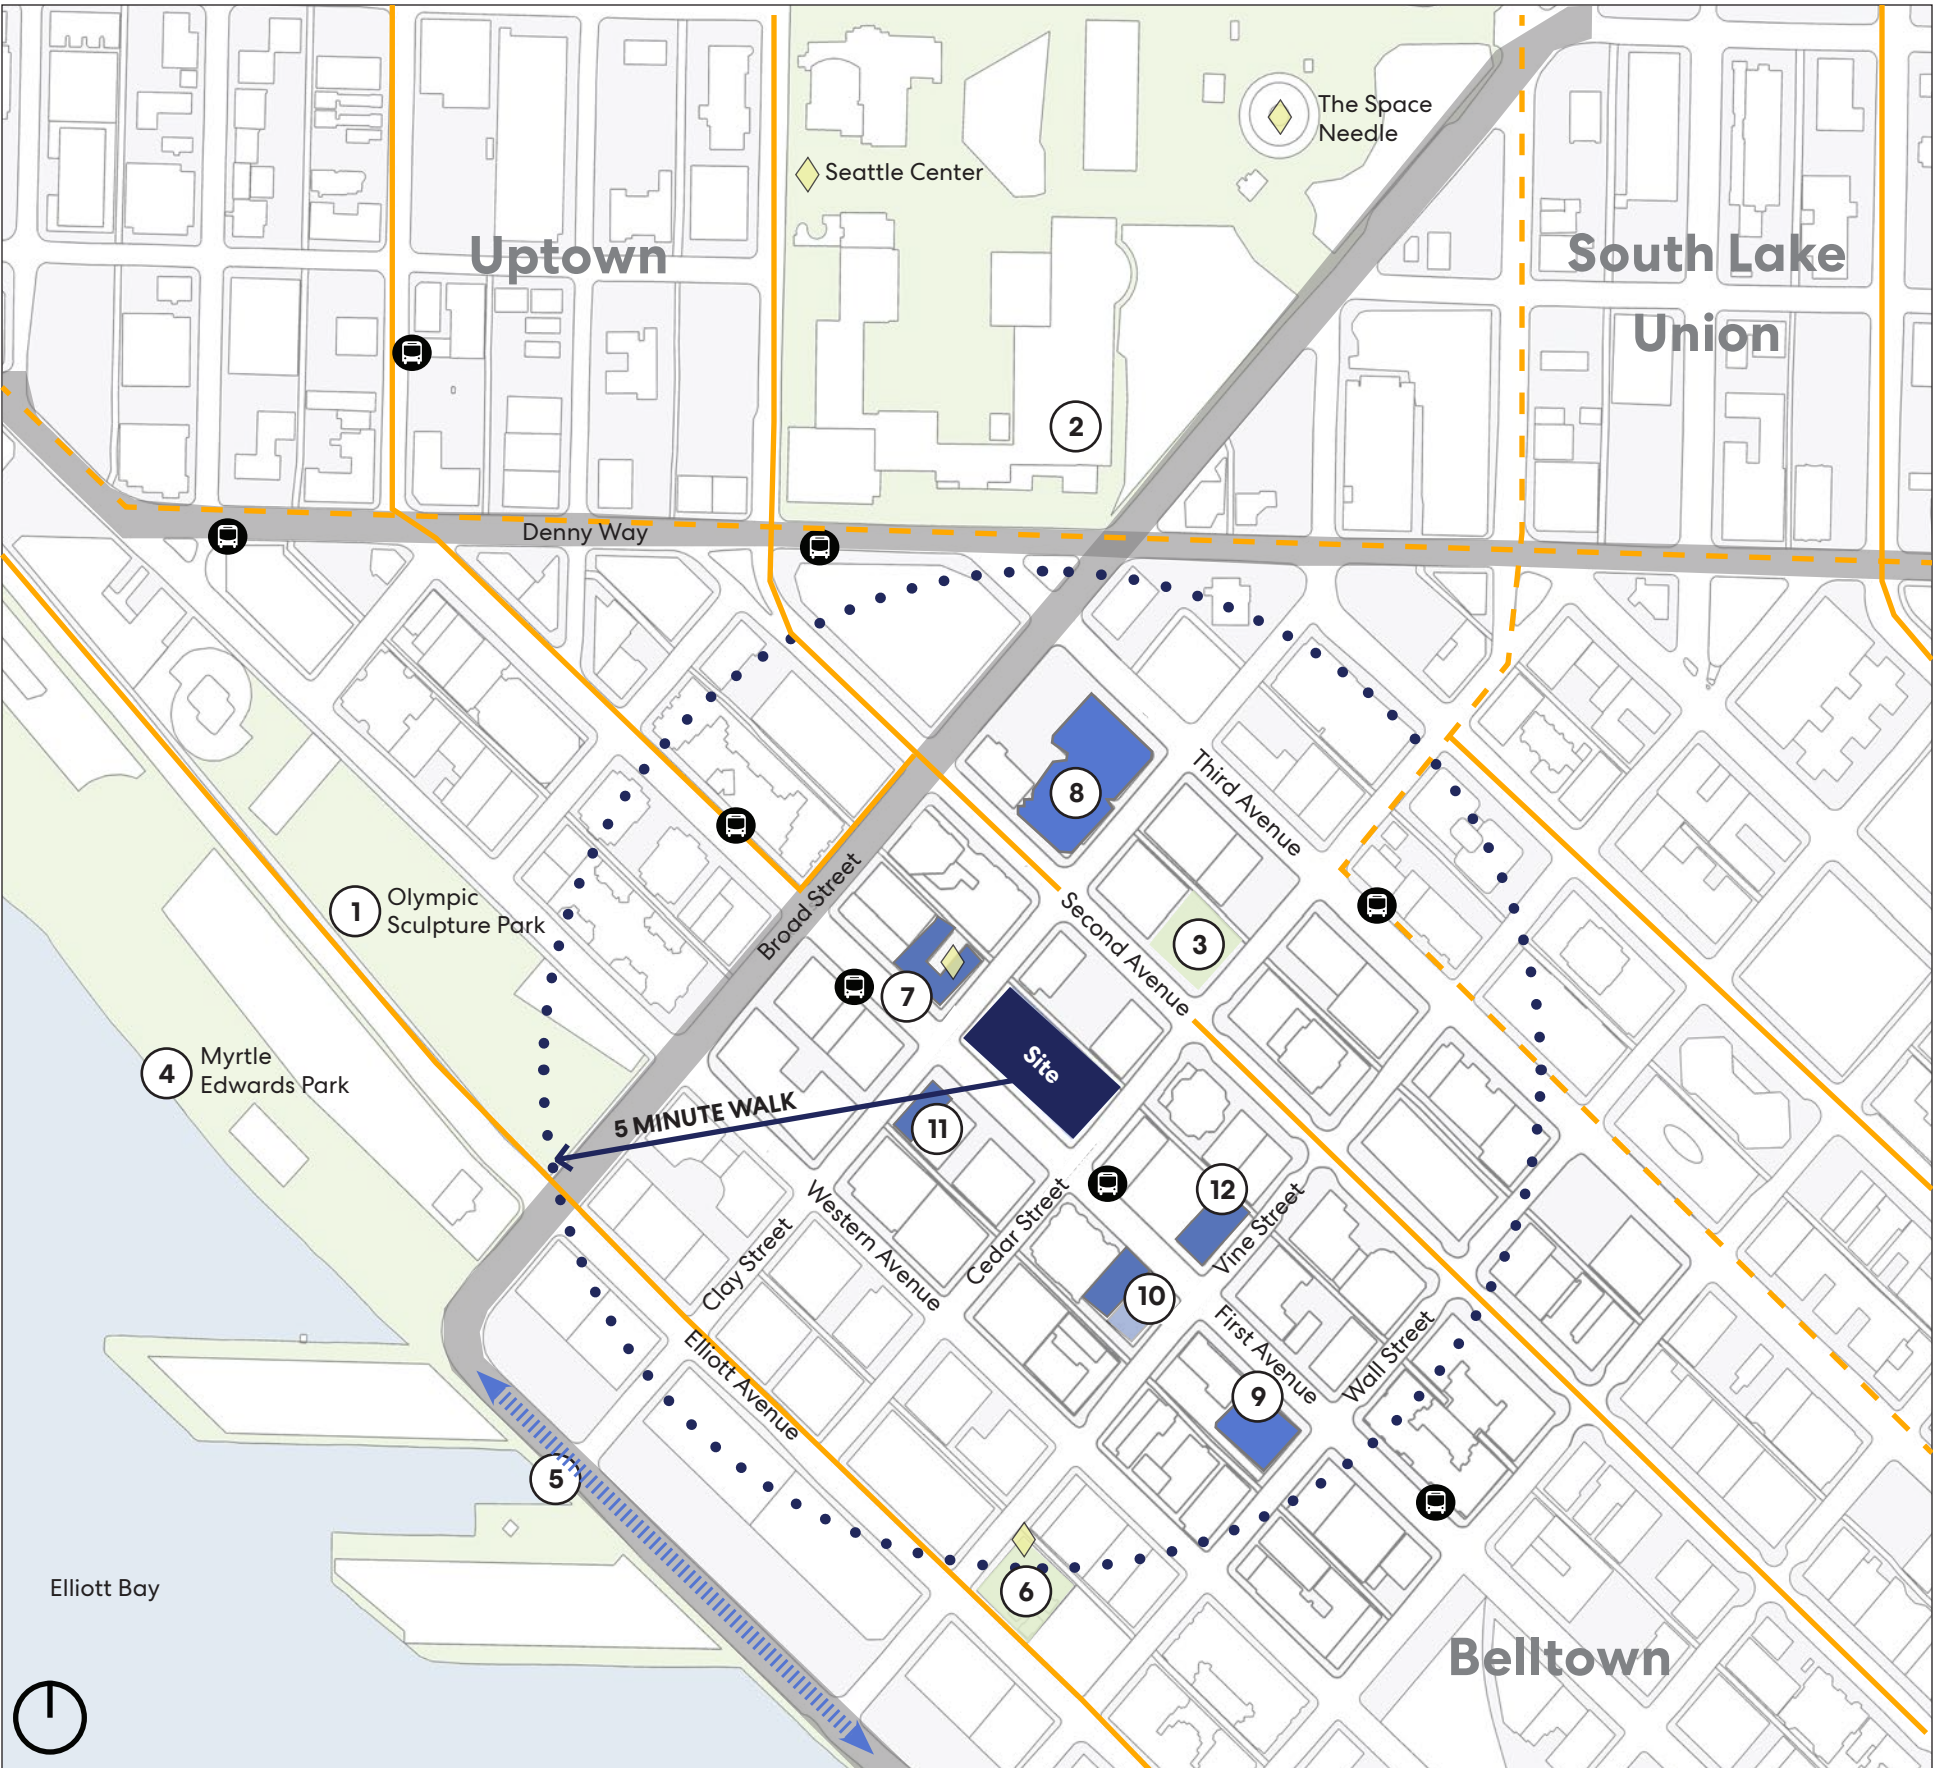 The Space
Needle
Seattle Center
Uptown
South Lake
Union
2
Denny Way
8
Third Avenue
Broad Street
1
Olympic
Sculpture Park
Second Avenue
3
7
4
Myrtle
Edwards Park
Site
5 MINUTE WALK
11
12
Western Avenue
Cedar Street
Vine Street
Clay Street
10
First Avenue
Wall Street
Elliott Avenue
9
5
6
Elliott Bay
Belltown